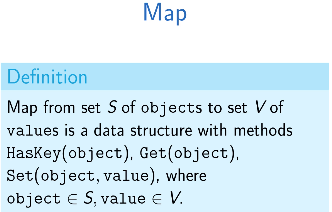 Map
Definition
Map from set S of objects to set V of
values is a data structure with methods
HasKey(object), Get(object),
Set(object, value), where
object ∈ S, value ∈ V.